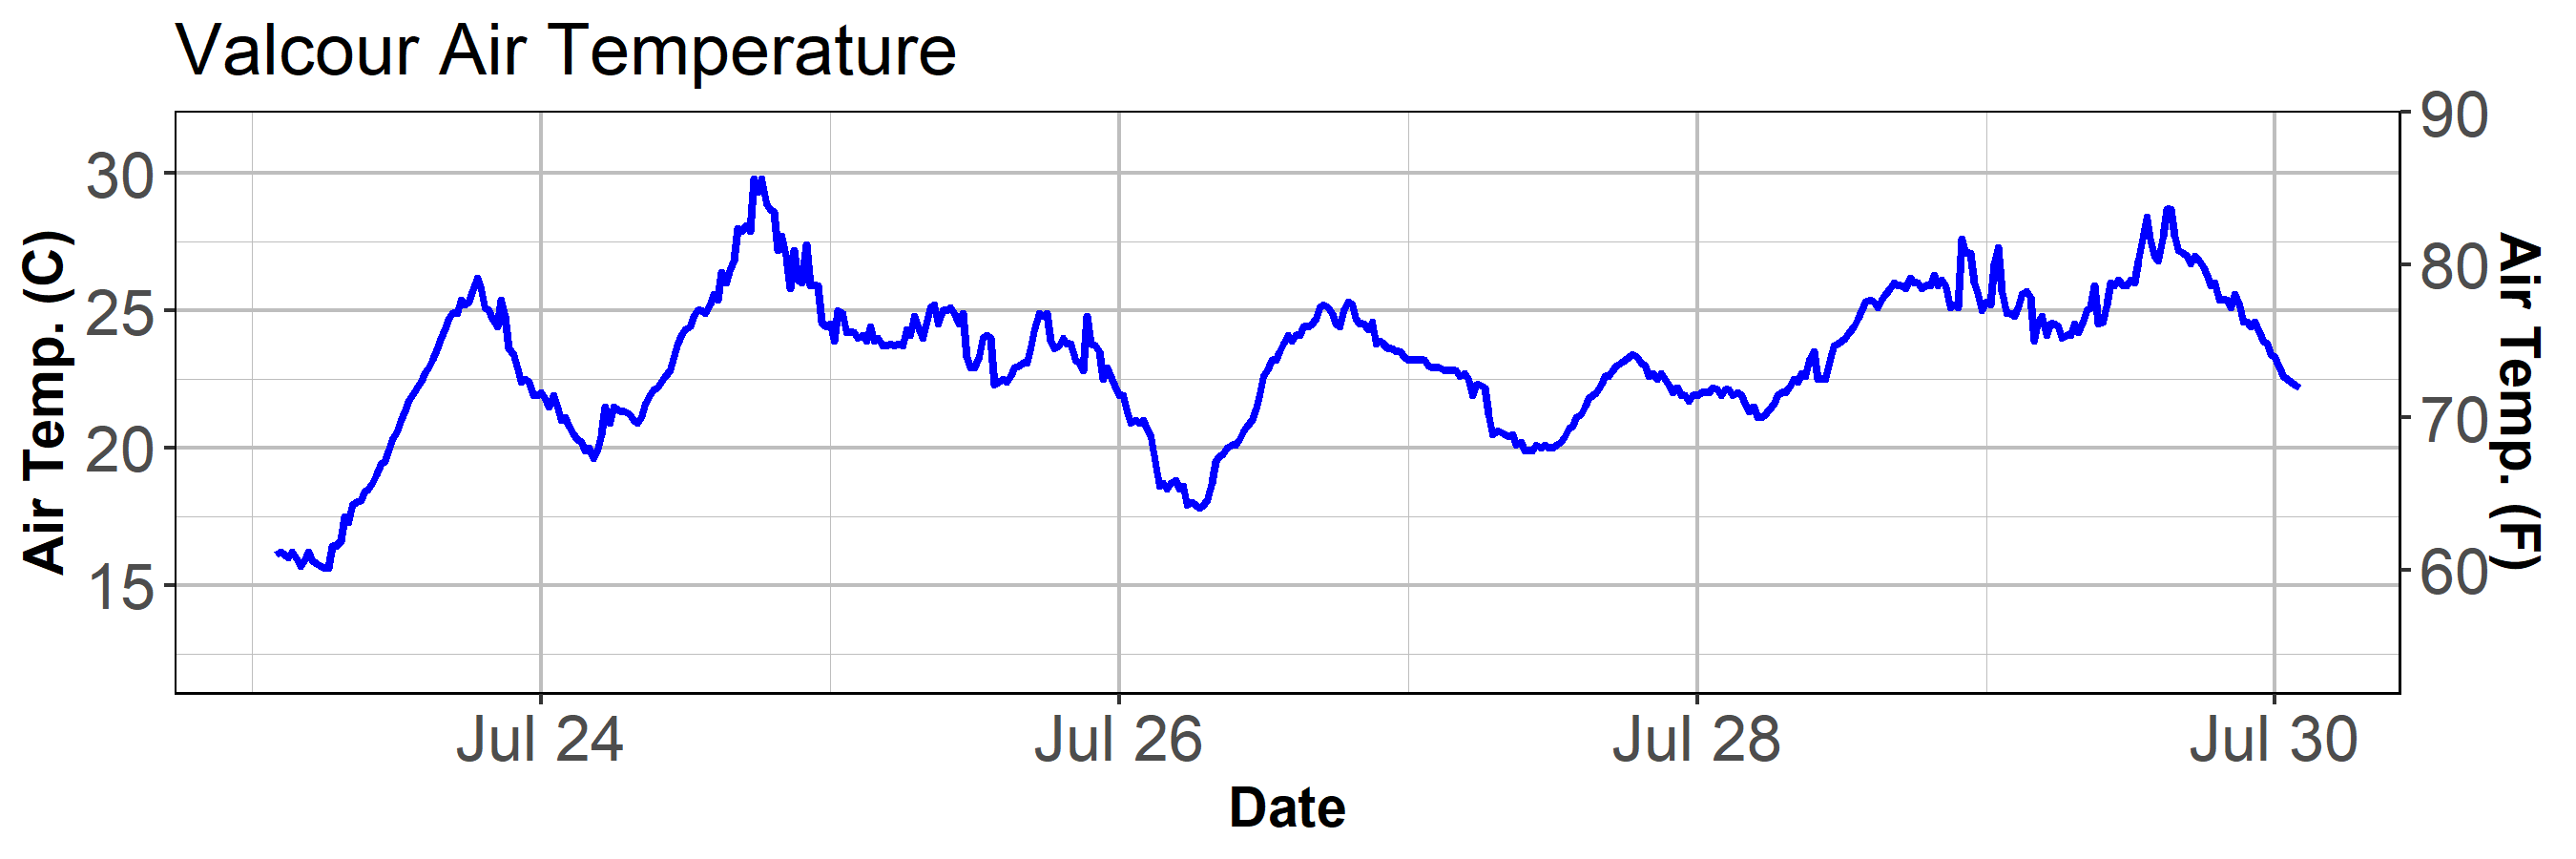 Valcour Air Temperature
Air Temp. (C)
30
25
20
15
90
80
70
60
Air Temp. (F)
Jul 24
Jul 26
Jul 28
Jul 30
Date